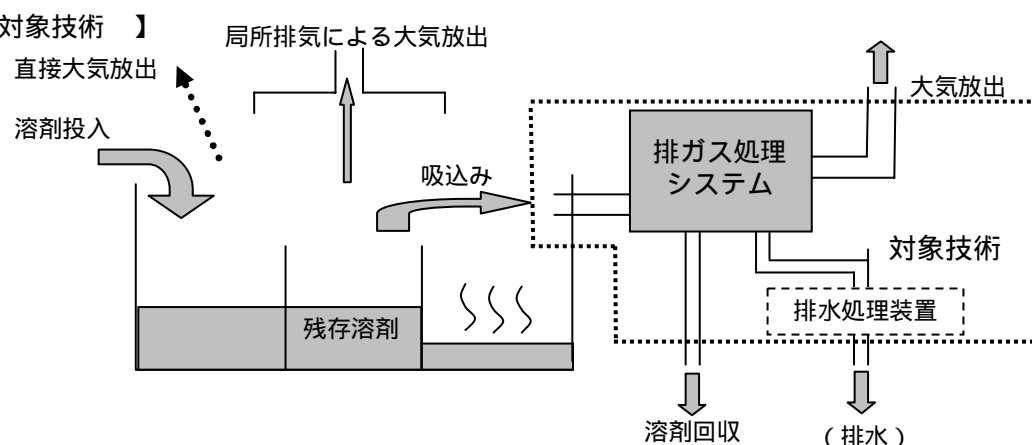 対象技術 】
局所排気による大気放出
直接大気放出
大気放出
溶剤投入
排ガス処理
システム
吸込み
対象技術
排水処理装置
残存溶剤
溶剤回収
（排水）